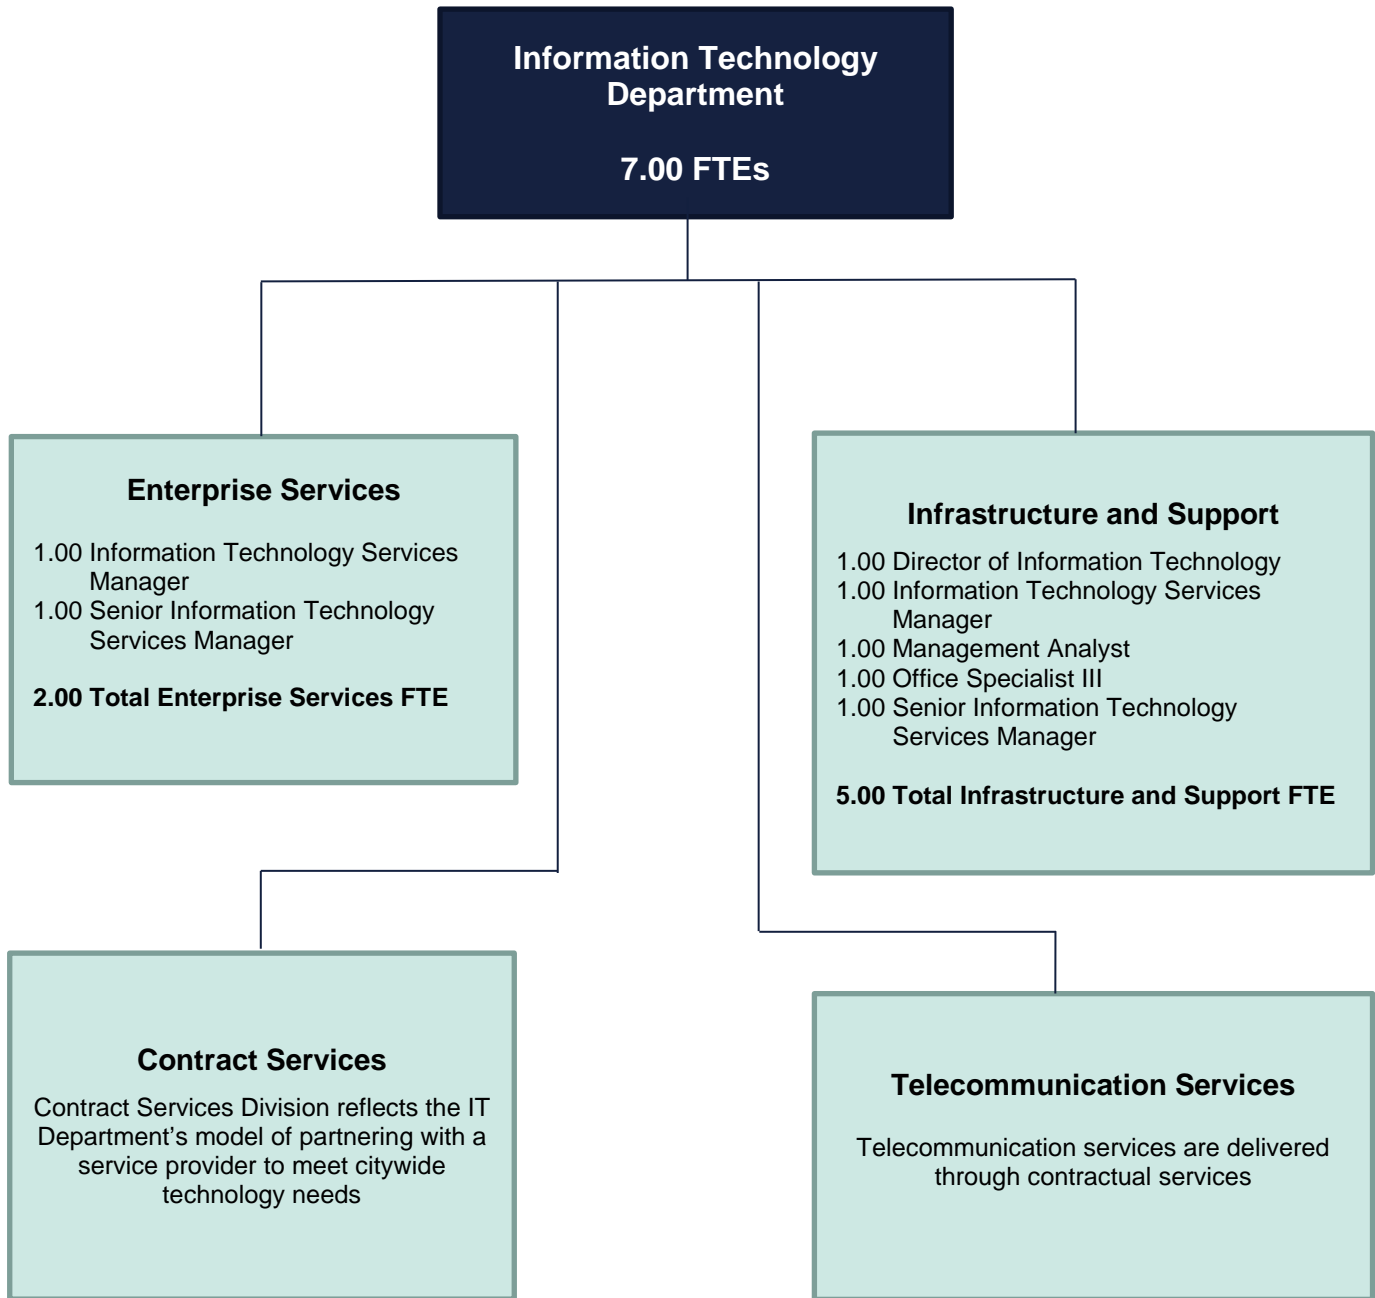 Information Technology
Department
7.00 FTEs
Enterprise Services
1.00 Information Technology Services
Manager
1.00 Senior Information Technology
Services Manager
2.00 Total Enterprise Services FTE
Infrastructure and Support
1.00 Director of Information Technology
1.00 Information Technology Services
Manager
1.00 Management Analyst
1.00 Office Specialist III
1.00 Senior Information Technology
Services Manager
5.00 Total Infrastructure and Support FTE
Contract Services
Contract Services Division reflects the IT
Department’s model of partnering with a
service provider to meet citywide
technology needs
Telecommunication Services
Telecommunication services are delivered
through contractual services